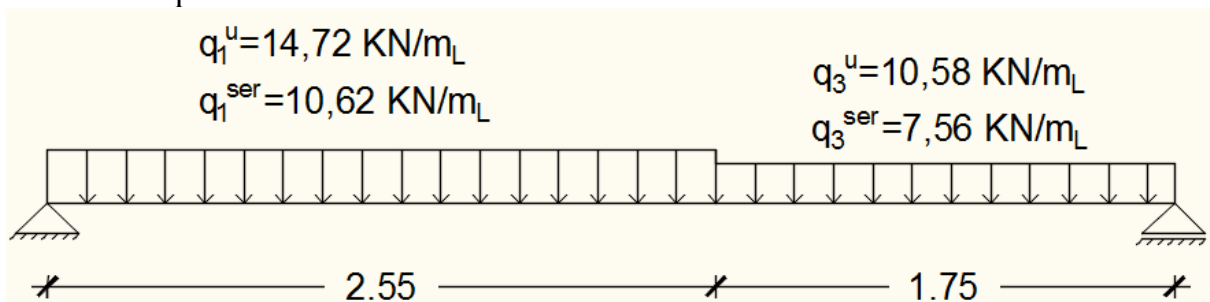 q₁ᵘ=14,72 KN/mL
q₁ˢᵉʳ=10,62 KN/mL
q₃ᵘ=10,58 KN/mL
q₃ˢᵉʳ=7,56 KN/mL
2.55
1.75